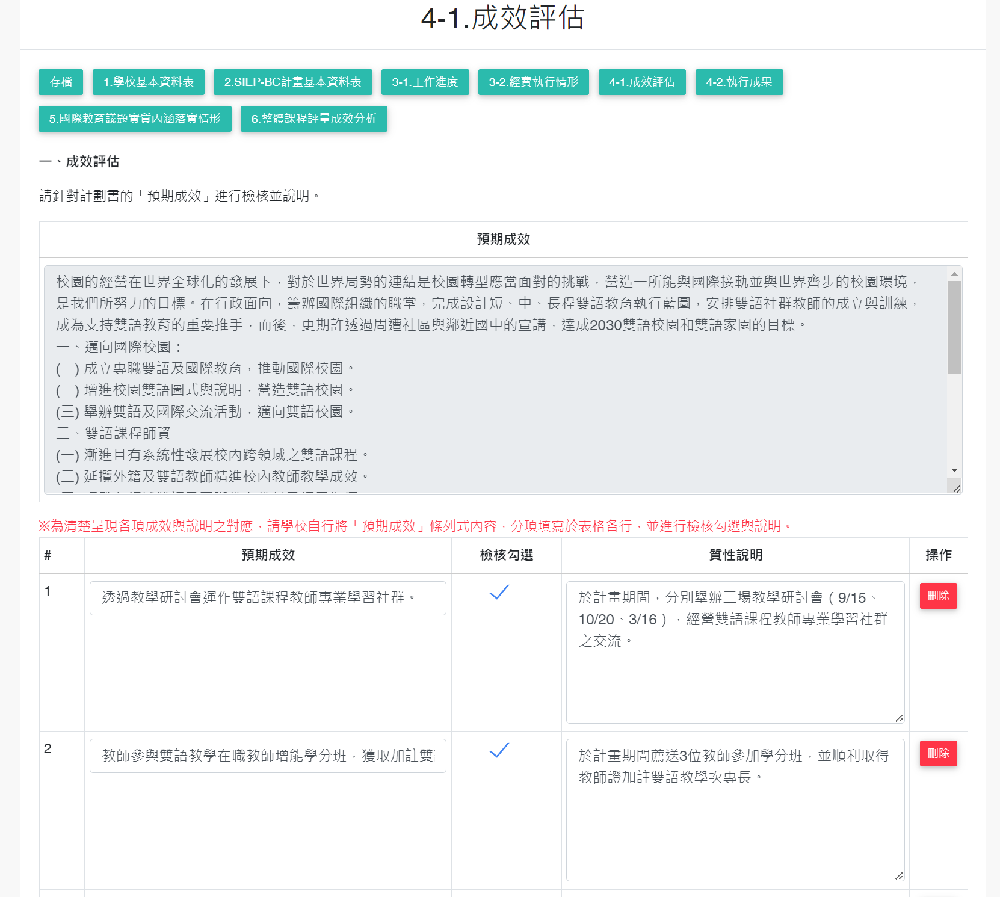 4-1.成效評估
存檔
1.學校基本資料表
2.SIEP-BC計畫基本資料表
3-1.工作進度
3-2.經費執行情形
4-1.成效評估
4-2.執行成果
5.國際教育議題實質內涵落實情形
6.整體課程評量成效分析
一、成效評估
請針對計劃書的「預期成效」進行檢核並說明。
預期成效
校園的經營在世界全球化的發展下，對於世界局勢的連結是校園轉型應當面對的挑戰，營造一所能與國際接軌並與世界齊步的校園環境，
是我們所努力的目標。在行政面向，籌辦國際組織的職掌，完成設計短、中、長程雙語教育執行藍圖，安排雙語社群教師的成立與訓練，
成為支持雙語教育的重要推手，而後，更期許透過周遭社區與鄰近國中的宣講，達成2030雙語校園和雙語家園的目標。
一、邁向國際校園：
(一) 成立專職雙語及國際教育，推動國際校園。
(二) 增進校園雙語圖式與說明，營造雙語校園。
(三) 舉辦雙語及國際交流活動，邁向雙語校園。
二、雙語課程師資
(一) 漸進且有系統性發展校內跨領域之雙語課程。
(二) 延攬外籍及雙語教師精進校內教師教學成效。
※為清楚呈現各項成效與說明之對應，請學校自行將「預期成效」條列式內容，分項填寫於表格各行，並進行檢核勾選與說明。
# 預期成效 檢核勾選 質性說明 操作
1
透過教學研討會運作雙語課程教師專業學習社群。
於計畫期間，分別舉辦三場教學研討會（9/15、
10/20、3/16），經營雙語課程教師專業學習社群
之交流。
刪除
2
教師參與雙語教學在職教師增能學分班，獲取加註雙
於計畫期間薦送3位教師參加學分班，並順利取得
教師證加註雙語教學次專長。
刪除